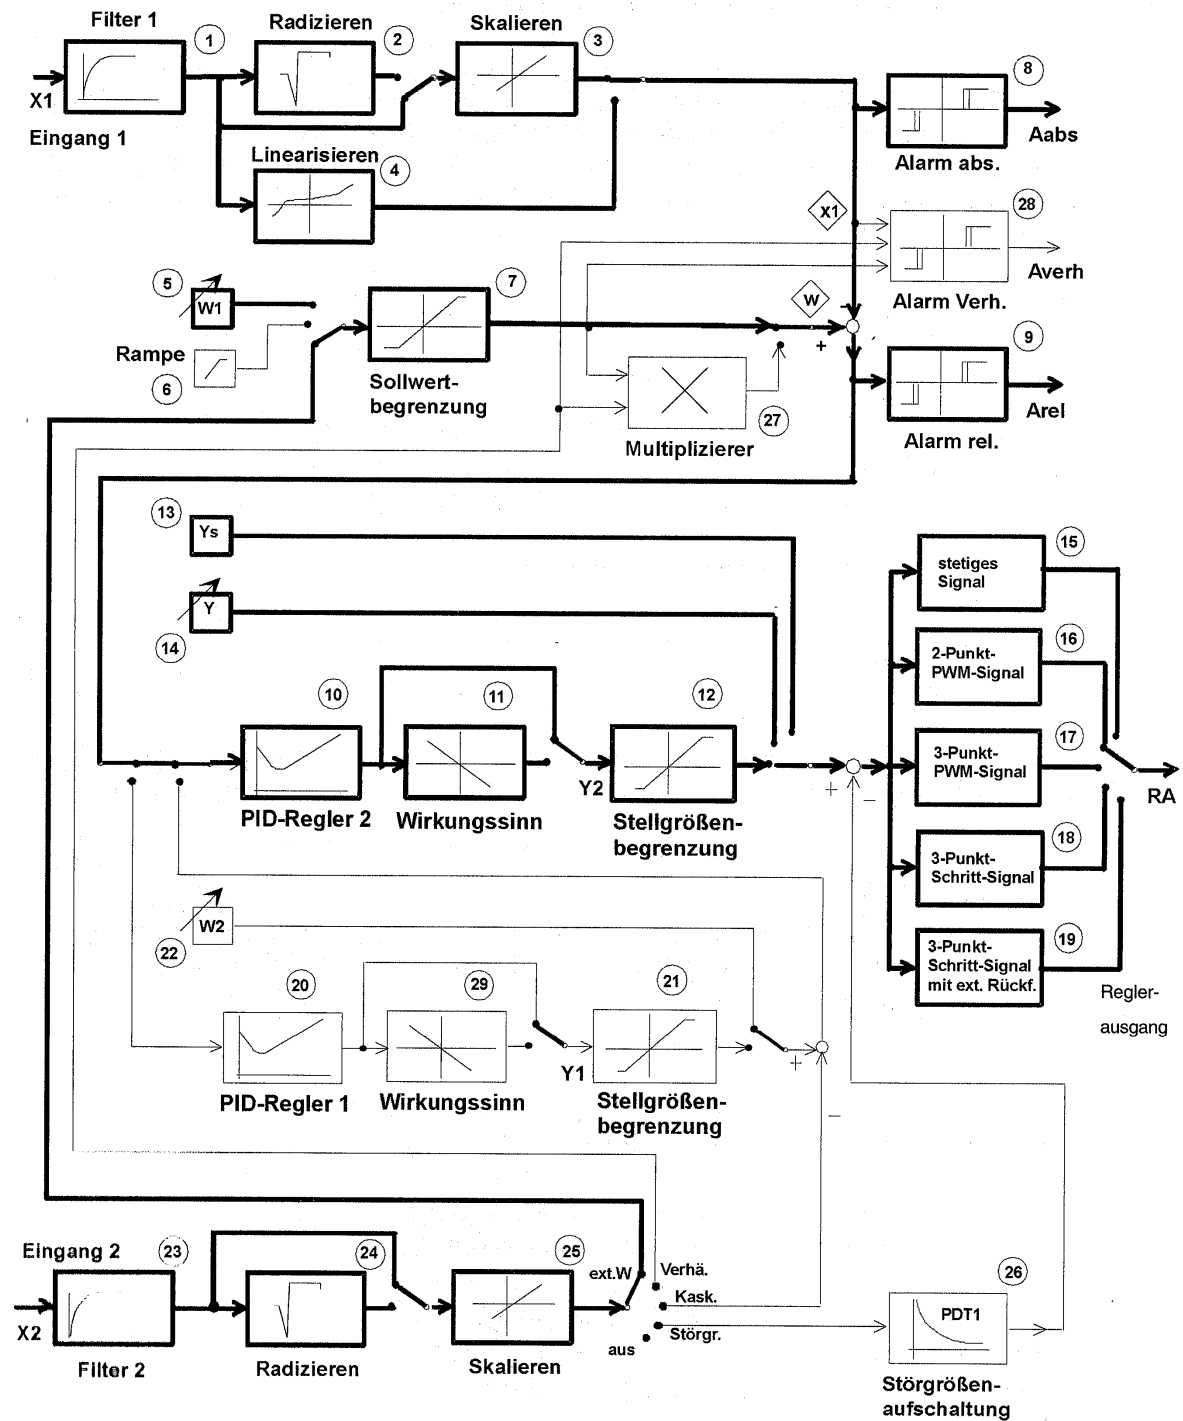 Filter 1
1
X1
Eingang 1
Radizieren
2
Skalieren
3
Linearisieren
4
8
Aabs
Alarm abs.
X1
28
Averh
Alarm Verh.
5
W1
Rampe
6
7
Sollwert-
begrenzung
W
-
+
9
Arel
Alarm rel.
27
Multiplizierer
13
Ys
Y
14
10
PID-Regler 2
11
Wirkungssinn
Y2
12
Stellgrößen-
begrenzung
+
−
15
stetiges
Signal
16
2-Punkt-
PWM-Signal
17
3-Punkt-
PWM-Signal
RA
18
3-Punkt-
Schritt-Signal
19
3-Punkt-
Schritt-Signal
mit ext. Rückf.
Regler-
ausgang
W2
22
20
PID-Regler 1
29
Wirkungssinn
Y1
21
Stellgrößen-
begrenzung
+
−
Eingang 2
23
X2
Filter 2
24
Radizieren
25
Skalieren
ext.W
Verhä.
Kask.
Störgr.
aus
26
PDT1
Störgrößen-
aufschaltung